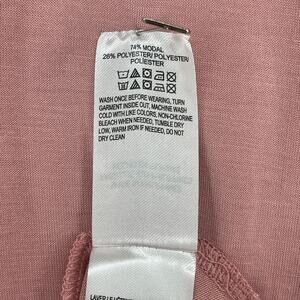 74% MODAL
26% POLYESTER/ POLYESTER/
POLIÉSTER
WASH ONCE BEFORE WEARING, TURN
GARMENT INSIDE OUT, MACHINE WASH
COLD WITH LIKE COLORS, NON-CHLORINE
BLEACH WHEN NEEDED, TUMBLE DRY
LOW, WARM IRON IF NEEDED, DO NOT
DRY CLEAN